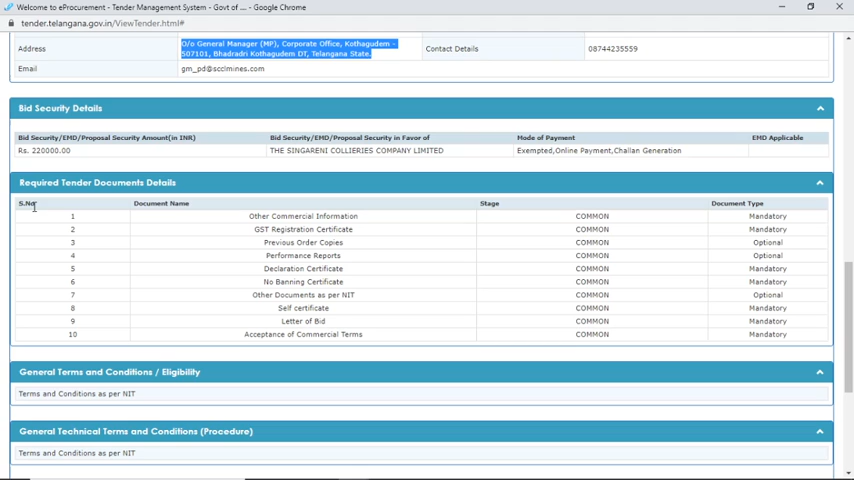 Welcome to eProcurement - Tender Management System - Govt of ... - Google Chrome
tender.telangana.gov.in/ViewTender.html#
Address O/o General Manager (MP), Corporate Office, Kothagudem - 507101, Bhadradri Kothagudem DT, Telangana State. Contact Details 08744235559
Email gm_pd@scclmines.com
Bid Security Details
Bid Security/EMD/Proposal Security Amount(in INR) Bid Security/EMD/Proposal Security in Favor of Mode of Payment EMD Applicable
Rs. 220000.00 THE SINGARENI COLLIERIES COMPANY LIMITED Exempted,Online Payment,Challan Generation
Required Tender Documents Details
S.No Document Name Stage Document Type
1 Other Commercial Information COMMON Mandatory
2 GST Registration Certificate COMMON Mandatory
3 Previous Order Copies COMMON Optional
4 Performance Reports COMMON Optional
5 Declaration Certificate COMMON Mandatory
6 No Banning Certificate COMMON Mandatory
7 Other Documents as per NIT COMMON Optional
8 Self certificate COMMON Mandatory
9 Letter of Bid COMMON Mandatory
10 Acceptance of Commercial Terms COMMON Mandatory
General Terms and Conditions / Eligibility
Terms and Conditions as per NIT
General Technical Terms and Conditions (Procedure)
Terms and Conditions as per NIT